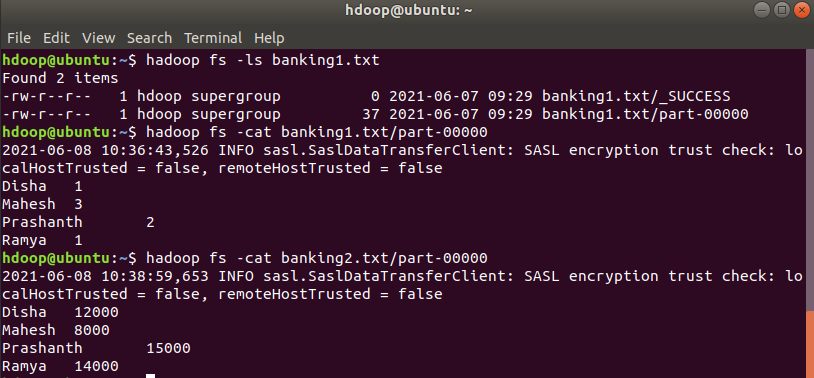 hdoop@ubuntu: ~
File Edit View Search Terminal Help
hdoop@ubuntu:~$ hadoop fs -ls banking1.txt
Found 2 items
-rw-r--r--   1 hdoop supergroup          0 2021-06-07 09:29 banking1.txt/_SUCCESS
-rw-r--r--   1 hdoop supergroup         37 2021-06-07 09:29 banking1.txt/part-00000
hdoop@ubuntu:~$ hadoop fs -cat banking1.txt/part-00000
2021-06-08 10:36:43,526 INFO sasl.SaslDataTransferClient: SASL encryption trust check: lo
calHostTrusted = false, remoteHostTrusted = false
Disha   1
Mahesh  3
Prashanth       2
Ramya   1
hdoop@ubuntu:~$ hadoop fs -cat banking2.txt/part-00000
2021-06-08 10:38:59,653 INFO sasl.SaslDataTransferClient: SASL encryption trust check: lo
calHostTrusted = false, remoteHostTrusted = false
Disha   12000
Mahesh  8000
Prashanth       15000
Ramya   14000